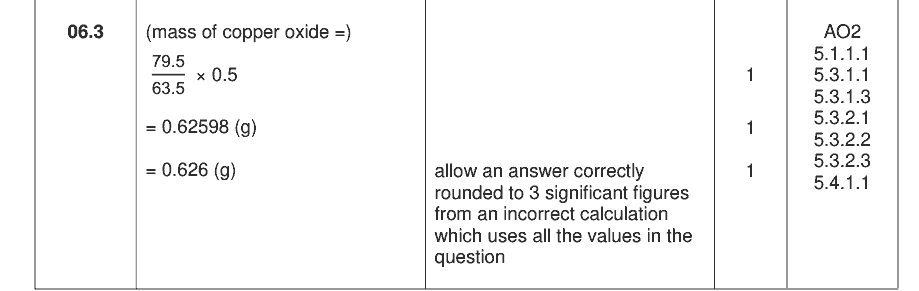 06.3
(mass of copper oxide =)
79.5
63.5
× 0.5
= 0.62598 (g)
= 0.626 (g)
allow an answer correctly
rounded to 3 significant figures
from an incorrect calculation
which uses all the values in the
question
1
1
1
AO2
5.1.1.1
5.3.1.1
5.3.1.3
5.3.2.1
5.3.2.2
5.3.2.3
5.4.1.1